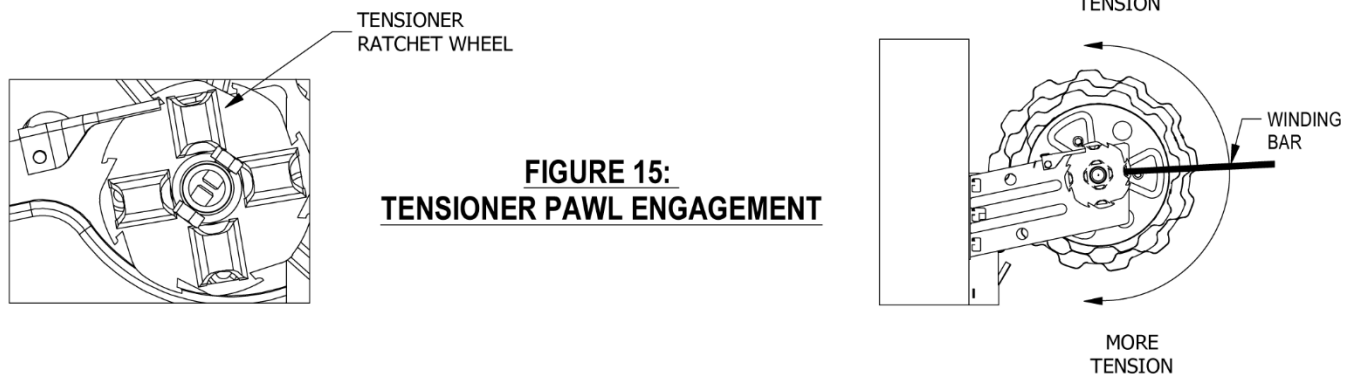 TENSIONER
RATCHET WHEEL
FIGURE 15:
TENSIONER PAWL ENGAGEMENT
TENSION
WINDING
BAR
MORE
TENSION